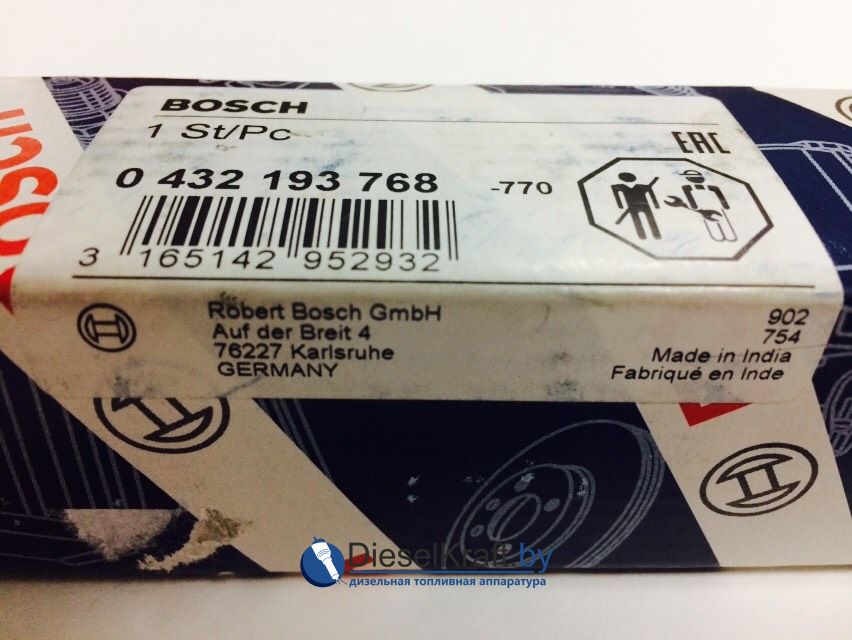 BOSCH
1 St/Pc
EAC
0 432 193 768 -770
3 165142 952932
Robert Bosch GmbH
Auf der Breit 4
76227 Karlsruhe
GERMANY
902
754
Made in India
Fabriqué en Inde
DieselKraft.by
дизельная топливная аппаратура